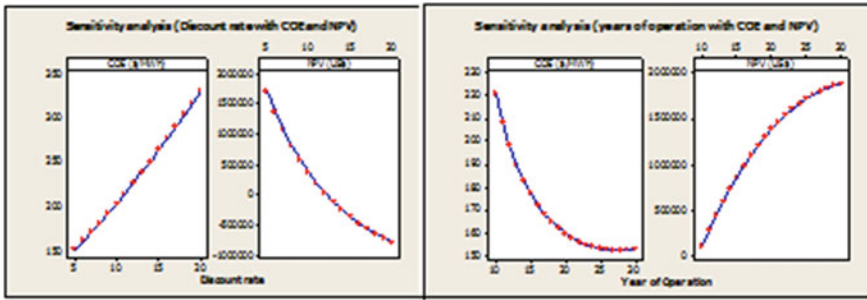 Sensitivity analysis (Discount rate with COE and NPV)
5 10 15 20
COE ($/MWh) NPV (US$)
350
300
250
200
150
2000000
1500000
1000000
500000
0
-500000
-1000000
5 10 15 20
Discount rate
Sensitivity analysis (years of operation with COE and NPV)
10 15 20 25 30
COE ($/MWh) NPV (US$)
230
220
210
200
190
180
170
160
150
2000000
1500000
1000000
500000
0
10 15 20 25 30
Year of Operation